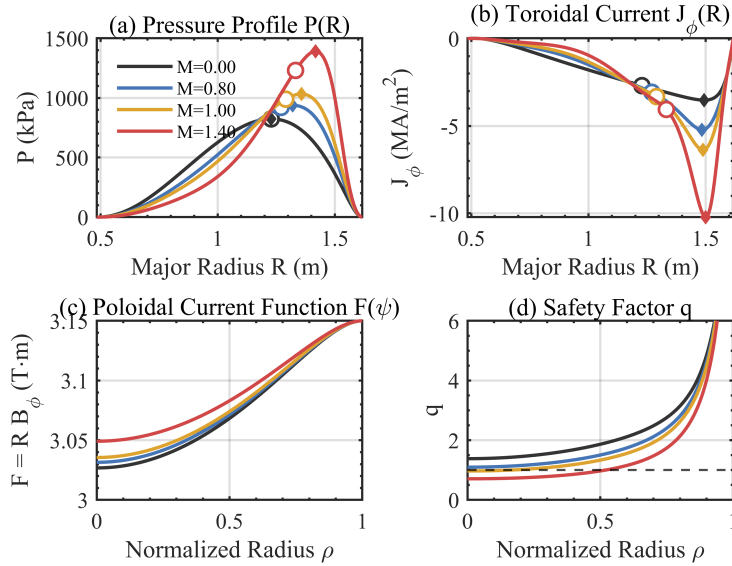 (a) Pressure Profile P(R)
1500
1000
500
0
P (kPa)
M=0.00
M=0.80
M=1.00
M=1.40
0.5
1
1.5
Major Radius R (m)
(b) Toroidal Current J_ϕ(R)
0
-5
-10
J_ϕ (MA/m²)
0.5
1
1.5
Major Radius R (m)
(c) Poloidal Current Function F(ψ)
3.15
3.1
3.05
3
F = R B_ϕ (T·m)
0
0.5
1
Normalized Radius ρ
(d) Safety Factor q
6
4
2
0
q
0
0.5
1
Normalized Radius ρ